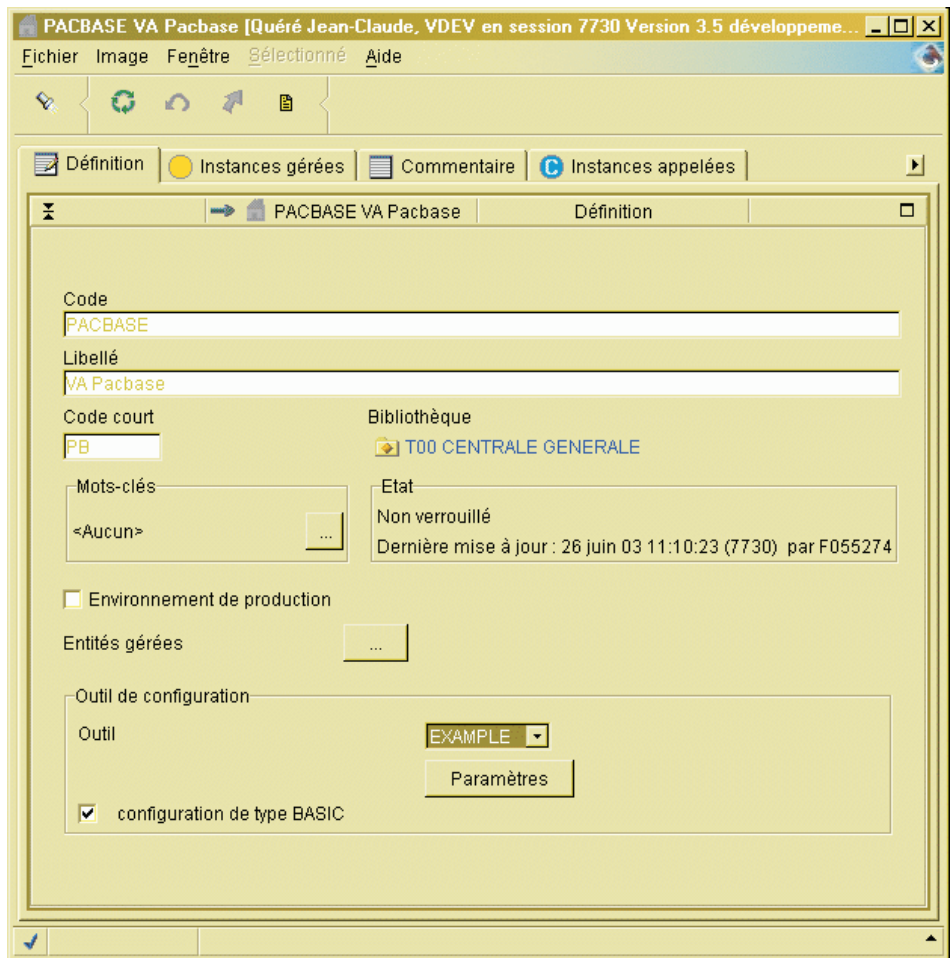 PACBASE VA Pacbase [Quéré Jean-Claude, VDEV en session 7730 Version 3.5 développeme...
Fichier Image Fenêtre Sélectionné Aide
Définition Instances gérées Commentaire C Instances appelées
PACBASE VA Pacbase Définition
Code
PACBASE
Libellé
VA Pacbase
Code court Bibliothèque
PB T00 CENTRALE GENERALE
Mots-clés Etat
Non verrouillé
<Aucun> ...
Dernière mise à jour : 26 juin 03 11:10:23 (7730) par F055274
Environnement de production
Entités gérées ...
Outil de configuration
Outil EXAMPLE
Paramètres
configuration de type BASIC